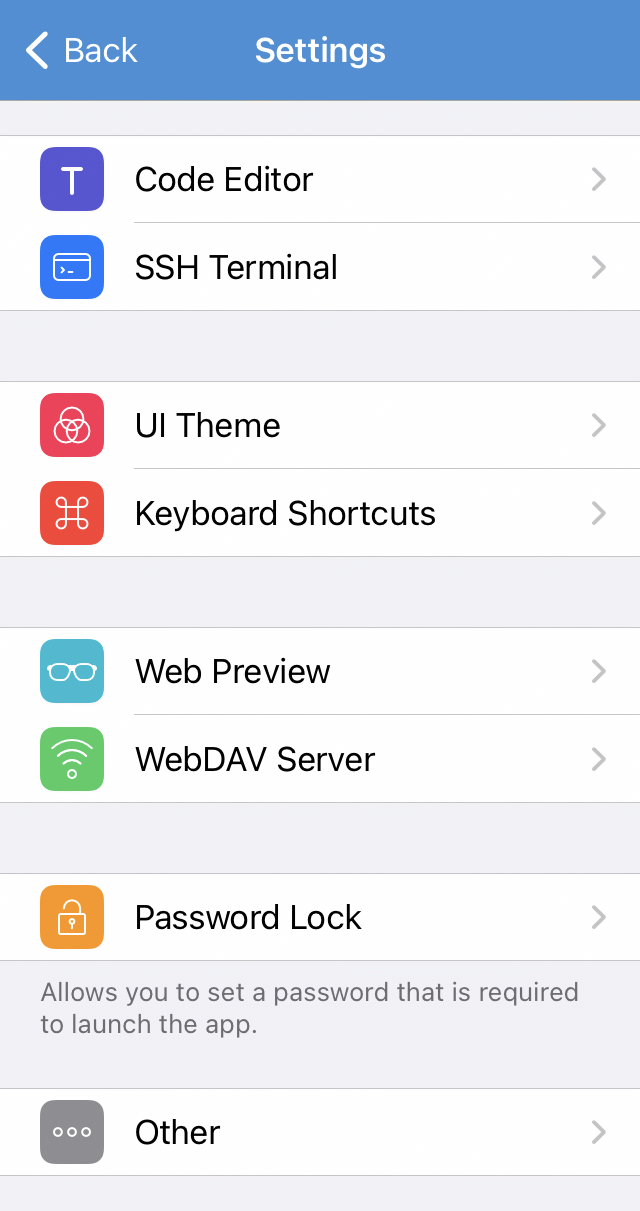 Back
Settings
T
Code Editor
SSH Terminal
UI Theme
Keyboard Shortcuts
Web Preview
WebDAV Server
Password Lock
Allows you to set a password that is required
to launch the app.
Other